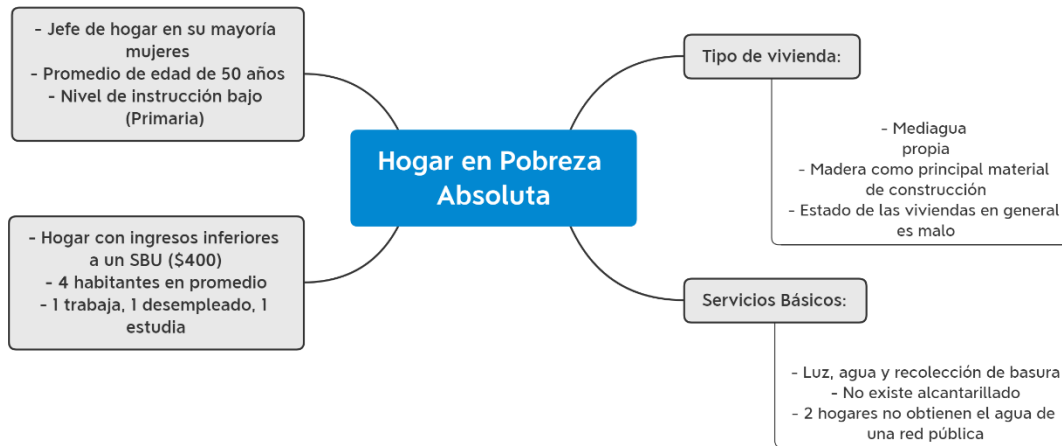 - Jefe de hogar en su mayoría
mujeres
- Promedio de edad de 50 años
- Nivel de instrucción bajo
(Primaria)
- Hogar con ingresos inferiores
a un SBU ($400)
- 4 habitantes en promedio
- 1 trabaja, 1 desempleado, 1
estudia
Hogar en Pobreza
Absoluta
Tipo de vivienda:
- Mediagua
propia
- Madera como principal material
de construcción
- Estado de las viviendas en general
es malo
Servicios Básicos:
- Luz, agua y recolección de basura
- No existe alcantarillado
- 2 hogares no obtienen el agua de
una red pública